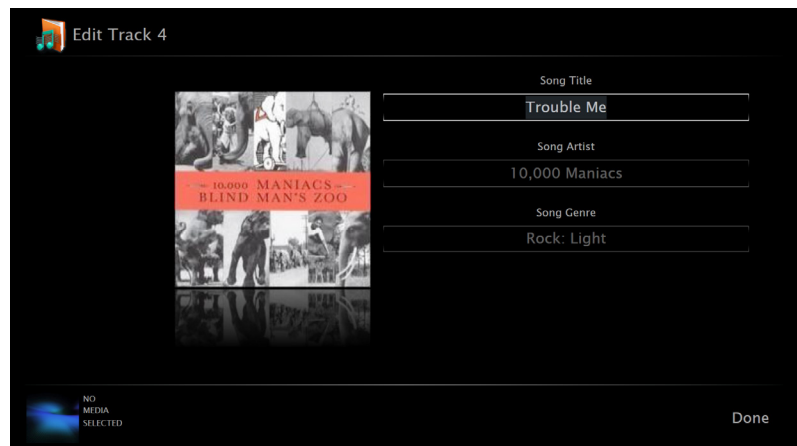 Edit Track 4
10,000 MANIACS
BLIND MAN'S ZOO
Song Title
Trouble Me
Song Artist
10,000 Maniacs
Song Genre
Rock: Light
NO
MEDIA
SELECTED
Done